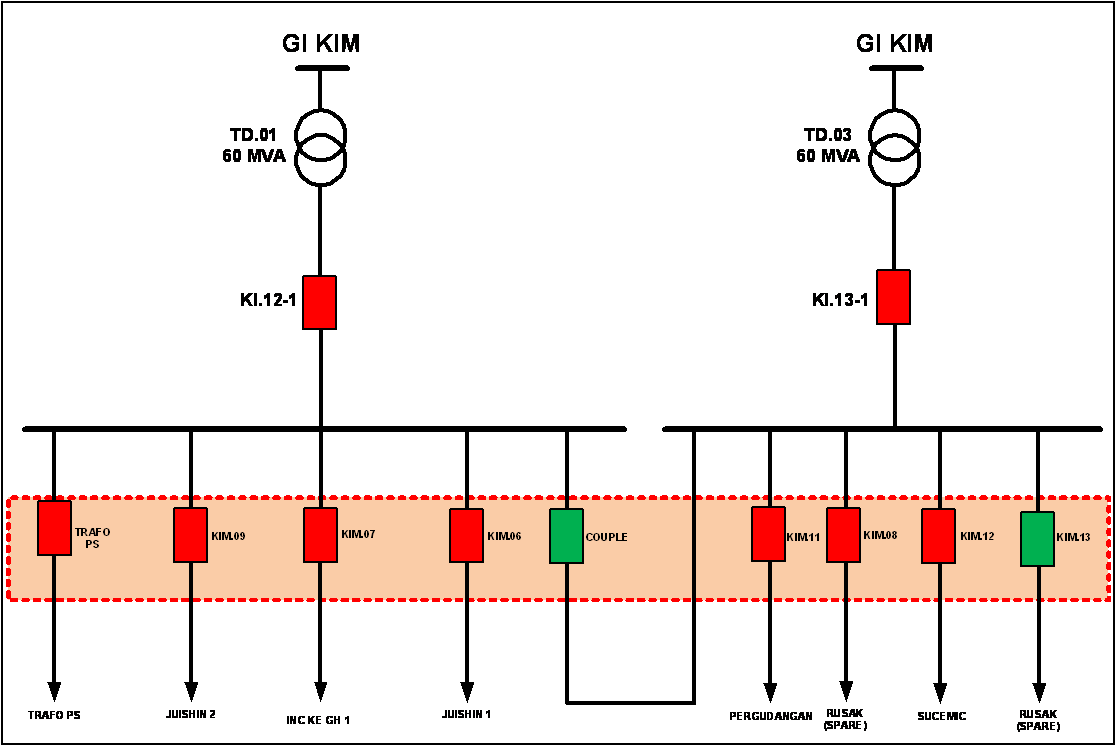 GI KIM
GI KIM
TD.01
60 MVA
TD.03
60 MVA
KI.12-1
KI.13-1
TRAFO
PS
KIM.09
KIM.07
KIM.06
COUPLE
KIM.11
KIM.08
KIM.12
KIM.13
TRAFO PS
JUISHIN 2
INC KE GH 1
JUISHIN 1
PERGUDANGAN
RUSAK
(SPARE)
SUCEMIC
RUSAK
(SPARE)